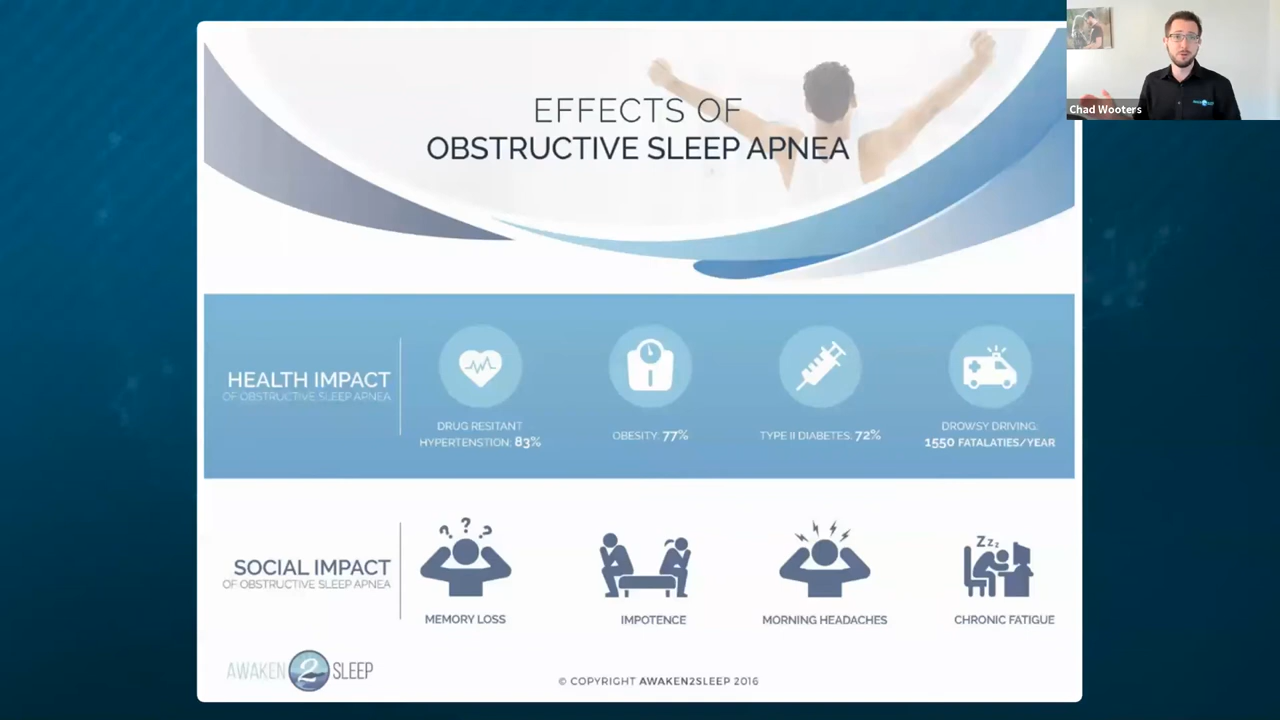 Chad Wooters
EFFECTS OF
OBSTRUCTIVE SLEEP APNEA
HEALTH IMPACT
OF OBSTRUCTIVE SLEEP APNEA
DRUG RESITANT
HYPERTENSTION: 83%
OBESITY: 77%
TYPE II DIABETES: 72%
DROWSY DRIVING:
1550 FATALATIES/YEAR
SOCIAL IMPACT
OF OBSTRUCTIVE SLEEP APNEA
? ? ?
MEMORY LOSS
IMPOTENCE
MORNING HEADACHES
Zzz
CHRONIC FATIGUE
AWAKEN 2 SLEEP
© COPYRIGHT AWAKEN2SLEEP 2016